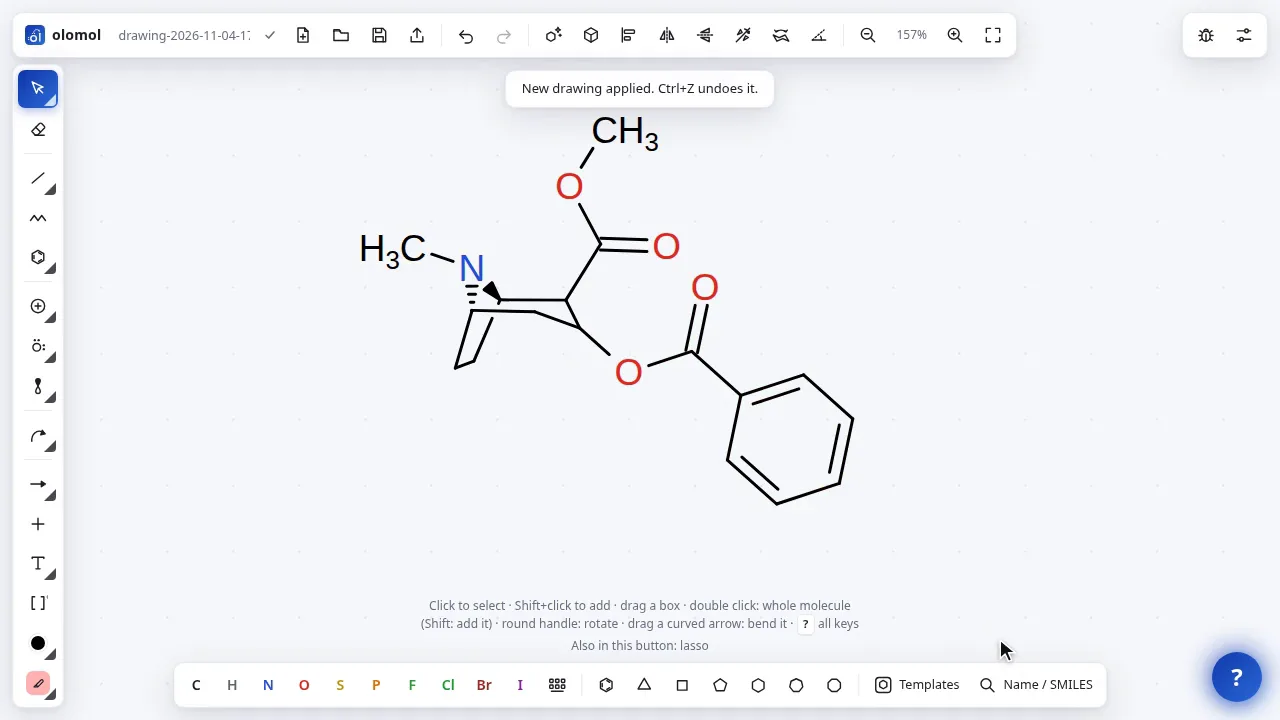 olomol
drawing-2026-11-04-17
157%
New drawing applied. Ctrl+Z undoes it.
CH3
O
O
H3C
N
O
O
Click to select · Shift+click to add · drag a box · double click: whole molecule
(Shift: add it) · round handle: rotate · drag a curved arrow: bend it · ? all keys
Also in this button: lasso
C H N O S P F Cl Br I Templates Name / SMILES
?